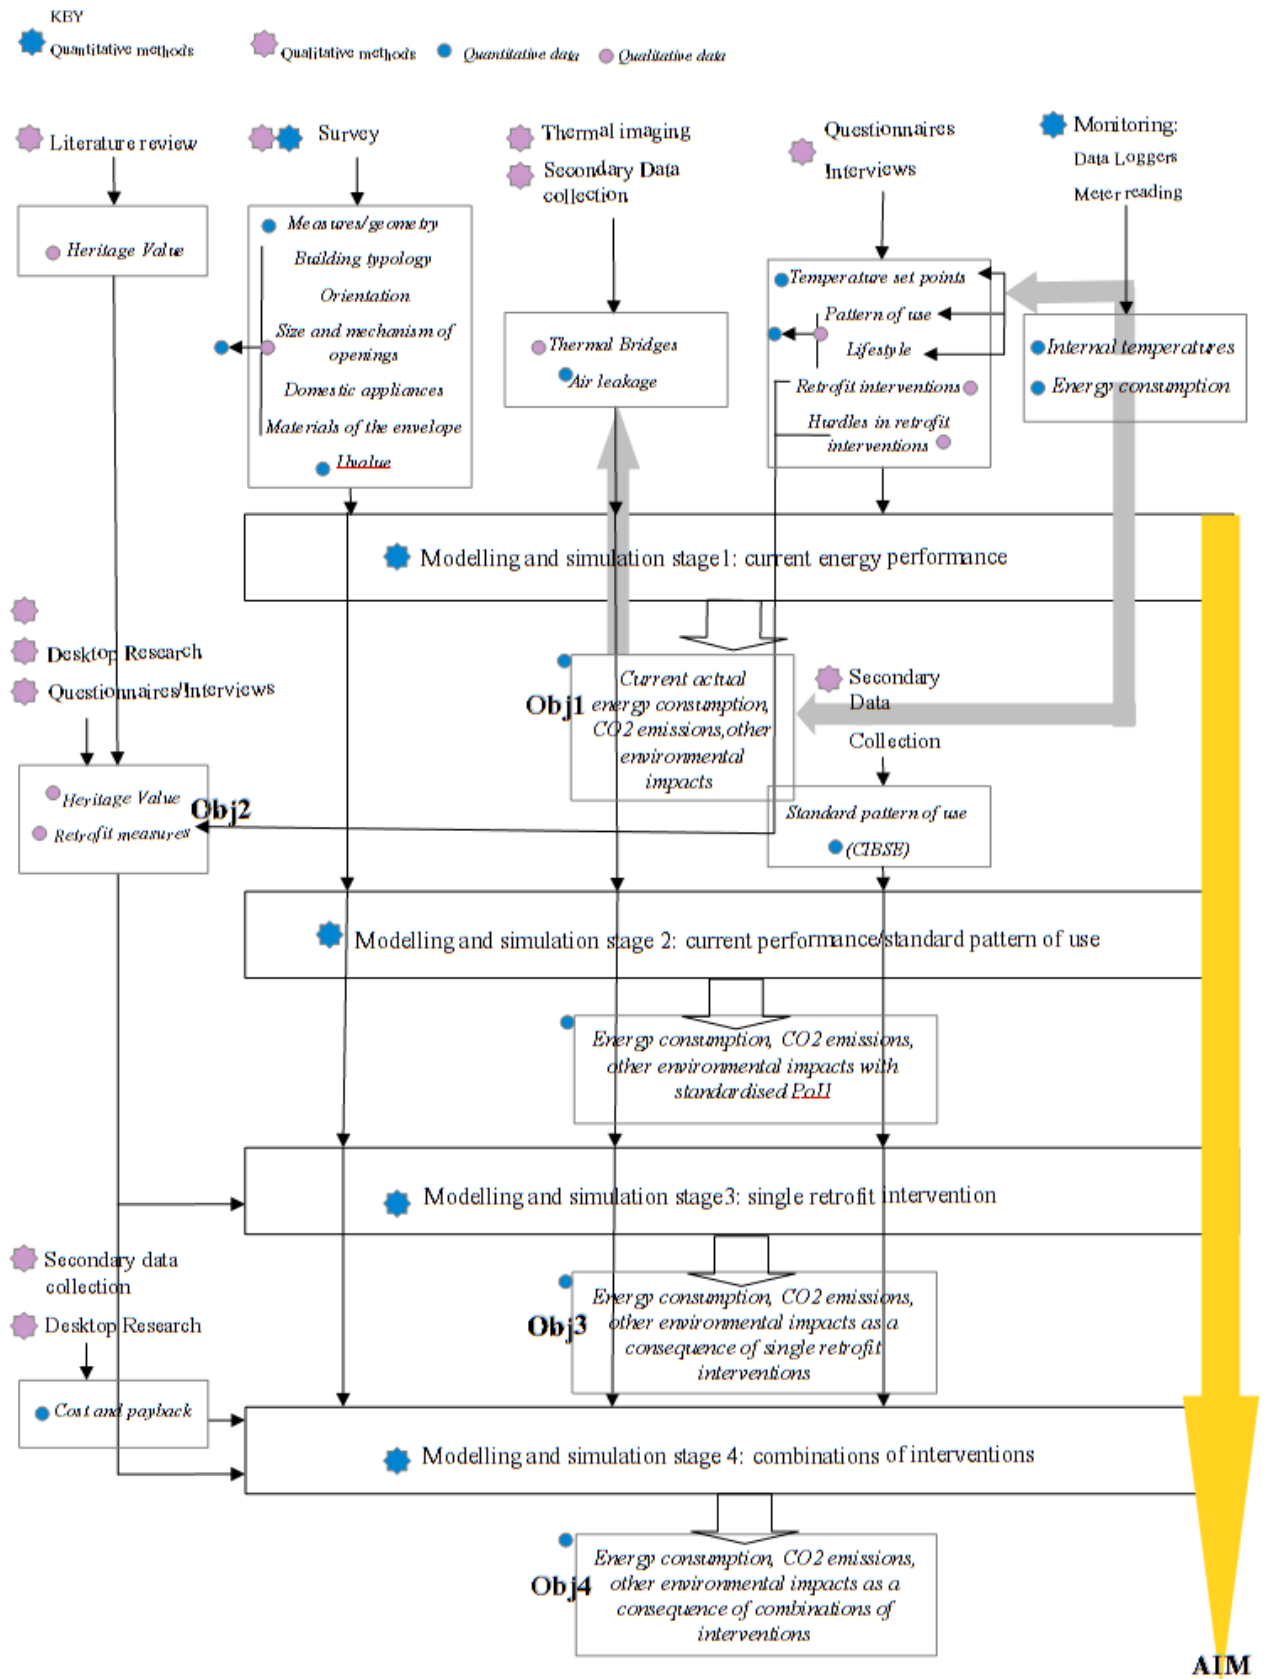 KEY
Quantitative methods
Qualitative methods
Quantitative data
Qualitative data
Literature review
Survey
Thermal imaging
Secondary Data
collection
Questionnaires
Interviews
Monitoring:
Data Loggers
Meter reading
Heritage Value
Measures/geometry
Building typology
Orientation
Size and mechanism of
openings
Domestic appliances
Materials of the envelope
Uvalue
Thermal Bridges
Air leakage
Temperature set points
Pattern of use
Lifestyle
Retrofit interventions
Hurdles in retrofit
interventions
Internal temperatures
Energy consumption
Modelling and simulation stage1: current energy performance
Desktop Research
Questionnaires/Interviews
Obj1
Current actual
energy consumption,
CO2 emissions,other
environmental
impacts
Secondary
Data
Collection
Heritage Value
Retrofit measures
Obj2
Standard pattern of use
(CIBSE)
Modelling and simulation stage 2: current performance/standard pattern of use
Energy consumption, CO2 emissions,
other environmental impacts with
standardised PoU
Modelling and simulation stage3: single retrofit intervention
Secondary data
collection
Desktop Research
Obj3
Energy consumption, CO2 emissions,
other environmental impacts as a
consequence of single retrofit
interventions
Cost and payback
Modelling and simulation stage 4: combinations of interventions
Obj4
Energy consumption, CO2 emissions,
other environmental impacts as a
consequence of combinations of
interventions
AIM